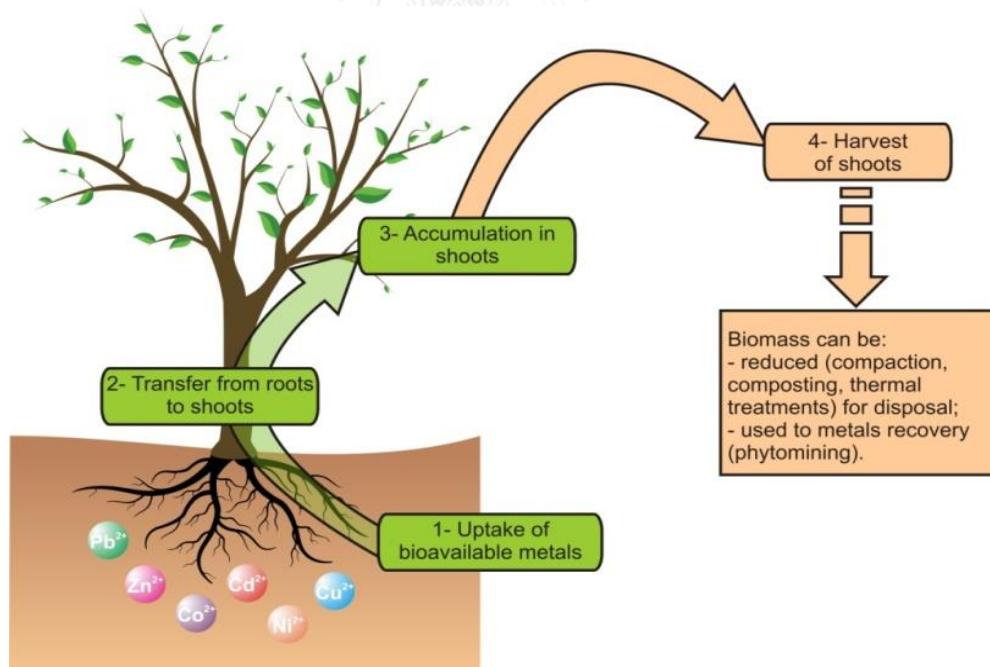 4- Harvest
of shoots
3- Accumulation in
shoots
Biomass can be:
- reduced (compaction,
composting, thermal
treatments) for disposal;
- used to metals recovery
(phytomining).
2- Transfer from roots
to shoots
1- Uptake of
bioavailable metals
Pb²⁺
Zn²⁺
Cd²⁺
Cu²⁺
Co²⁺
Ni²⁺